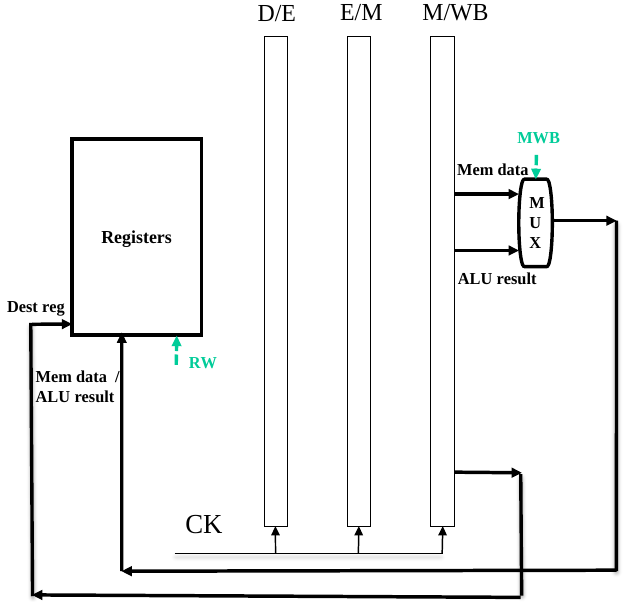 D/E
E/M
M/WB
MWB
Mem data
M
U
X
Registers
ALU result
Dest reg
RW
Mem data /
ALU result
CK